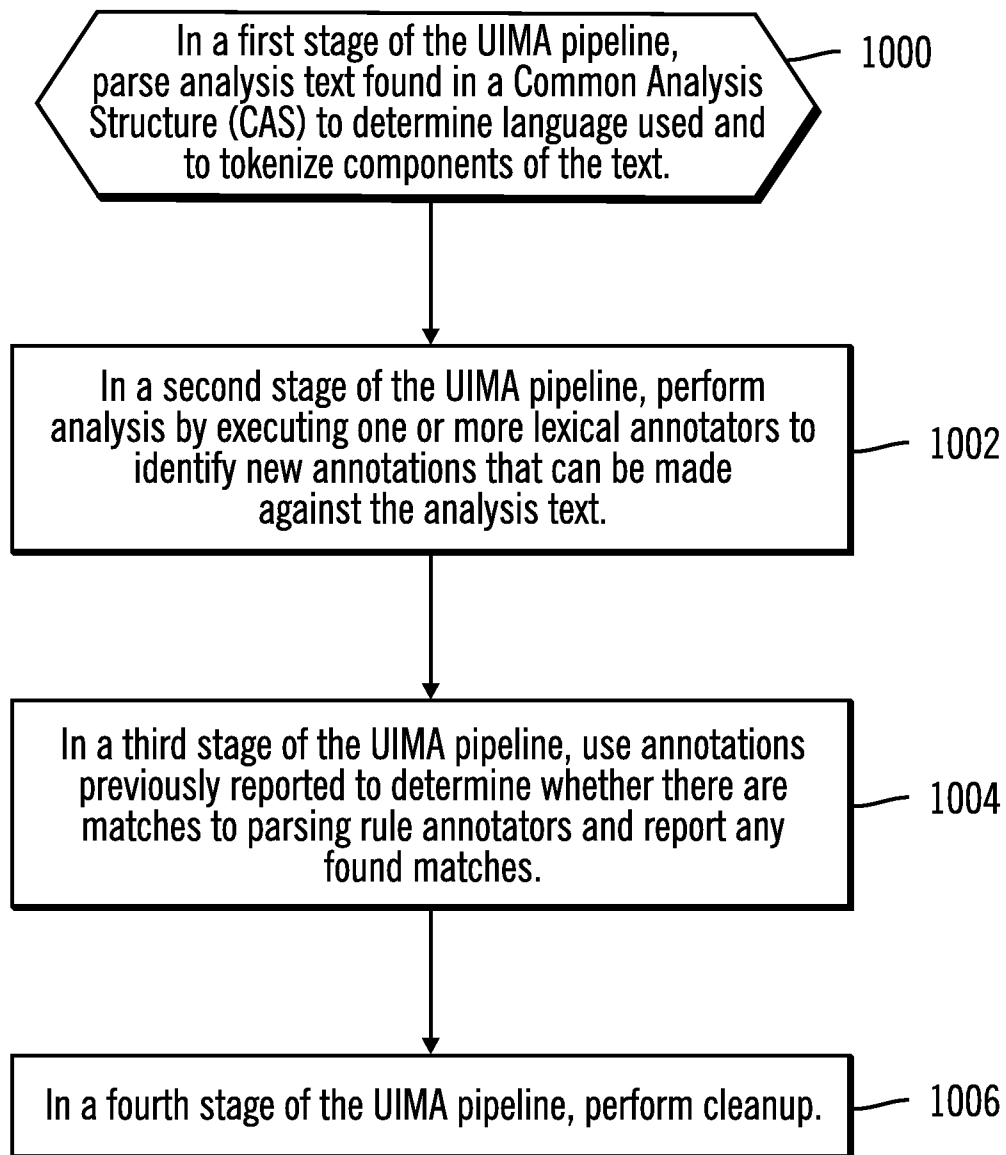 In a first stage of the UIMA pipeline,
parse analysis text found in a Common Analysis
Structure (CAS) to determine language used and
to tokenize components of the text.
1000
In a second stage of the UIMA pipeline, perform
analysis by executing one or more lexical annotators to
identify new annotations that can be made
against the analysis text.
1002
In a third stage of the UIMA pipeline, use annotations
previously reported to determine whether there are
matches to parsing rule annotators and report any
found matches.
1004
In a fourth stage of the UIMA pipeline, perform cleanup.
1006